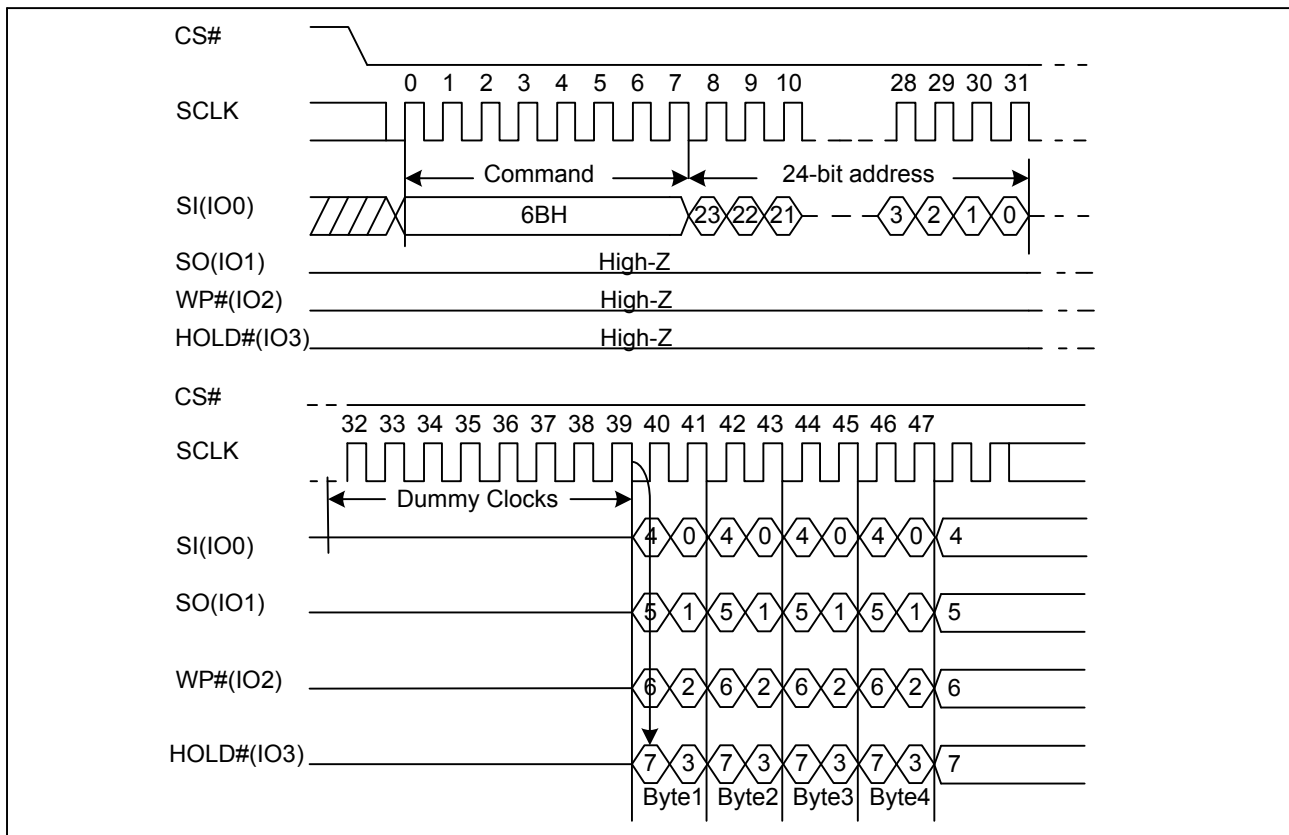 CS#
0 1 2 3 4 5 6 7 8 9 10 28 29 30 31
SCLK
Command 24-bit address
SI(IO0) 6BH 23 22 21 3 2 1 0
SO(IO1) High-Z
WP#(IO2) High-Z
HOLD#(IO3) High-Z
CS#
32 33 34 35 36 37 38 39 40 41 42 43 44 45 46 47
SCLK
Dummy Clocks
SI(IO0) 4 0 4 0 4 0 4 0 4
SO(IO1) 5 1 5 1 5 1 5 1 5
WP#(IO2) 6 2 6 2 6 2 6 2 6
HOLD#(IO3) 7 3 7 3 7 3 7 3 7
Byte1 Byte2 Byte3 Byte4